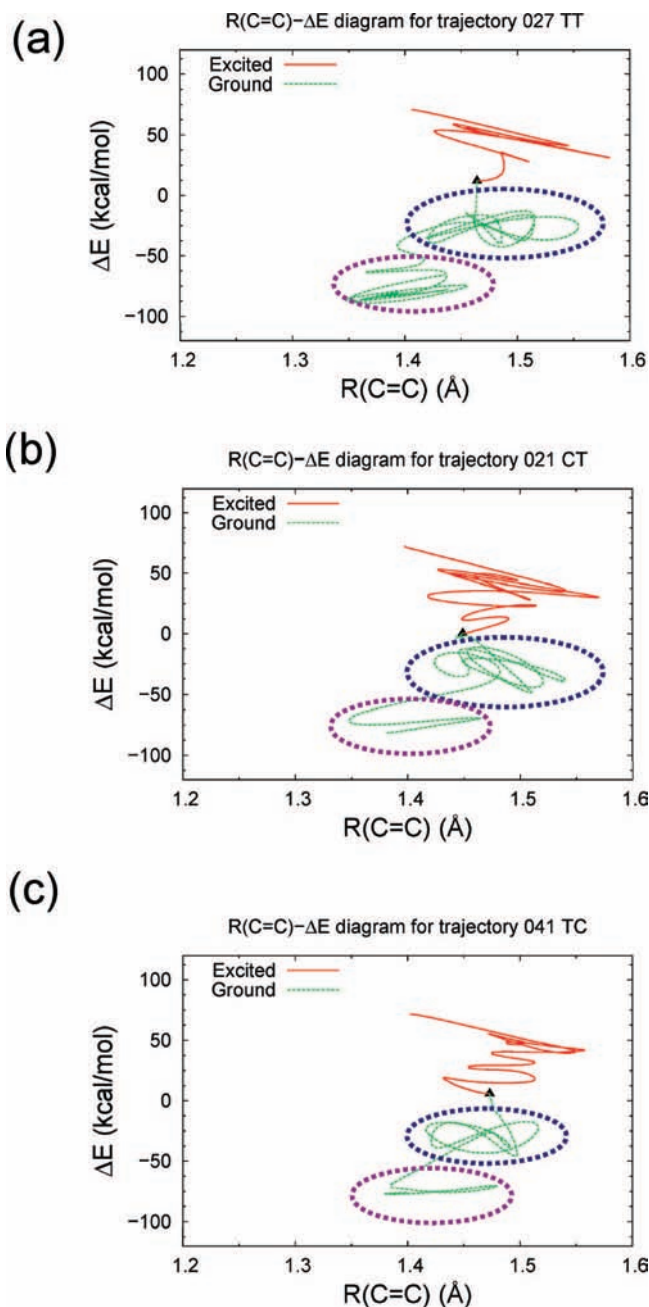 (a)
R(C=C)−ΔE diagram for trajectory 027 TT
100
50
0
−50
−100
ΔE (kcal/mol)
Excited
Ground
1.2 1.3 1.4 1.5 1.6
R(C=C) (Å)
(b)
R(C=C)−ΔE diagram for trajectory 021 CT
100
50
0
−50
−100
ΔE (kcal/mol)
Excited
Ground
1.2 1.3 1.4 1.5 1.6
R(C=C) (Å)
(c)
R(C=C)−ΔE diagram for trajectory 041 TC
100
50
0
−50
−100
ΔE (kcal/mol)
Excited
Ground
1.2 1.3 1.4 1.5 1.6
R(C=C) (Å)